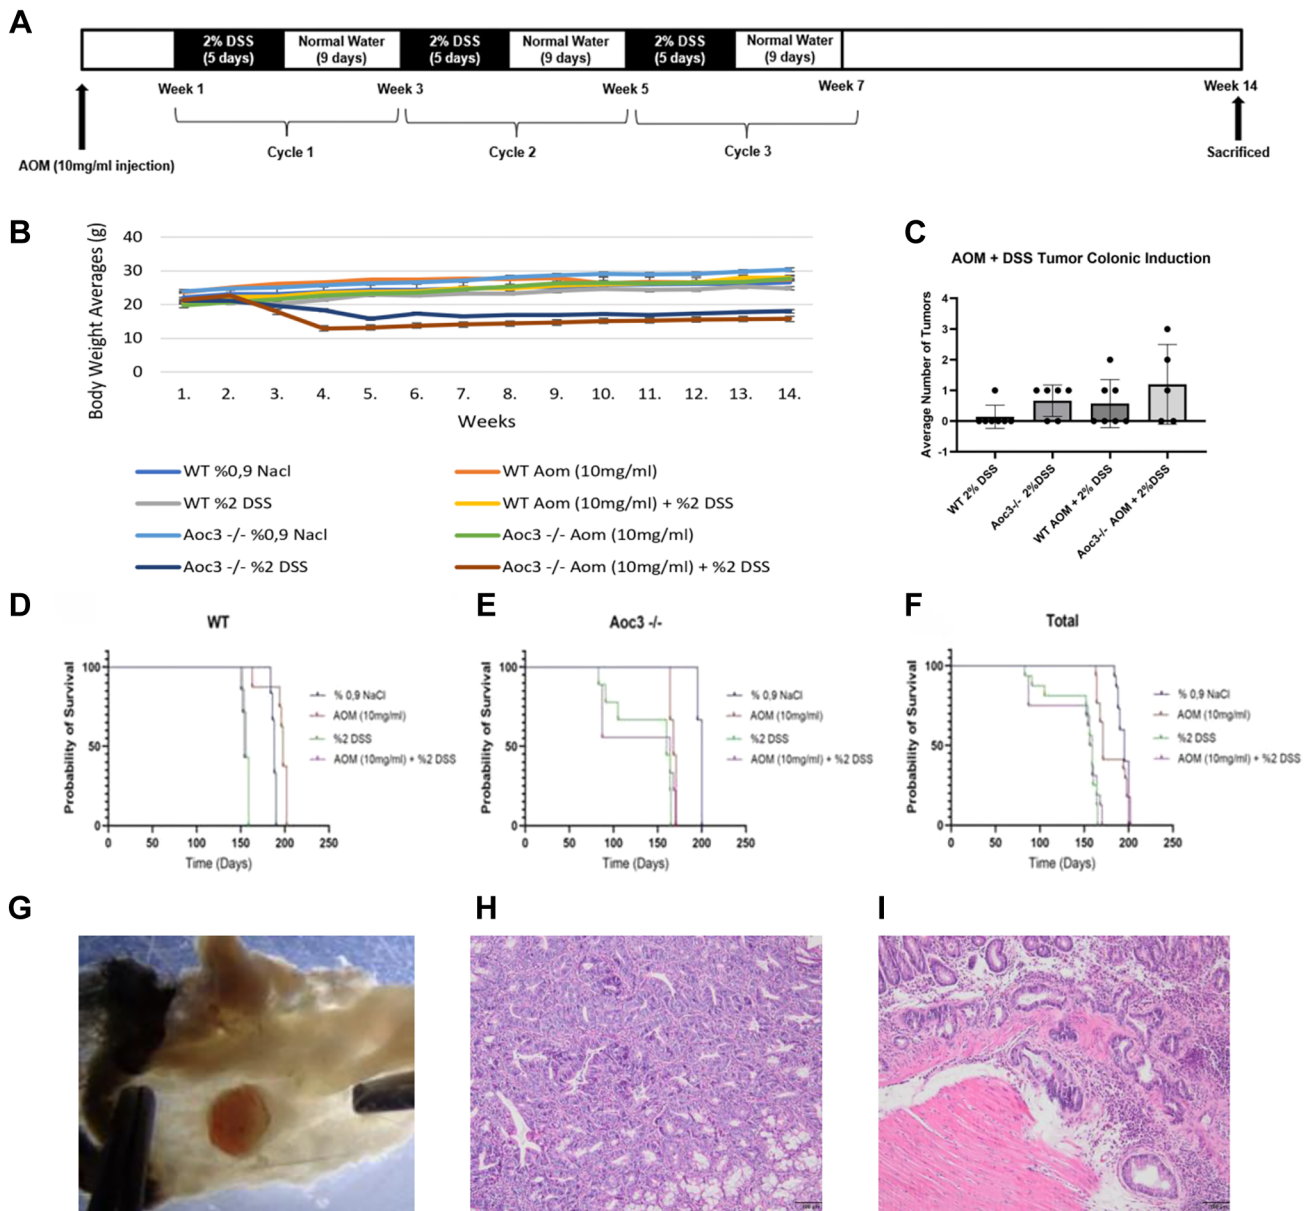 A
2% DSS
(5 days)
Normal Water
(9 days)
2% DSS
(5 days)
Normal Water
(9 days)
2% DSS
(5 days)
Normal Water
(9 days)
Week 1
Week 3
Week 5
Week 7
Week 14
Cycle 1
Cycle 2
Cycle 3
AOM (10mg/ml injection)
Sacrificed
B
Body Weight Averages (g)
40
30
20
10
0
1. 2. 3. 4. 5. 6. 7. 8. 9. 10. 11. 12. 13. 14.
Weeks
WT %0,9 Nacl
WT Aom (10mg/ml)
WT %2 DSS
WT Aom (10mg/ml) + %2 DSS
Aoc3 -/- %0,9 Nacl
Aoc3 -/- Aom (10mg/ml)
Aoc3 -/- %2 DSS
Aoc3 -/- Aom (10mg/ml) + %2 DSS
C
AOM + DSS Tumor Colonic Induction
Average Number of Tumors
4
3
2
1
0
-1
WT 2% DSS
Aoc3-/- 2%DSS
WT AOM + 2% DSS
Aoc3-/- AOM + 2%DSS
D
WT
Probability of Survival
100
50
0
0 50 100 150 200 250
Time (Days)
% 0,9 NaCl
AOM (10mg/ml)
%2 DSS
AOM (10mg/ml) + %2 DSS
E
Aoc3 -/-
Probability of Survival
100
50
0
0 50 100 150 200 250
Time (Days)
% 0,9 NaCl
AOM (10mg/ml)
%2 DSS
AOM (10mg/ml) + %2 DSS
F
Total
Probability of Survival
100
50
0
0 50 100 150 200 250
Time (Days)
% 0,9 NaCl
AOM (10mg/ml)
%2 DSS
AOM (10mg/ml) + %2 DSS
G
H
I